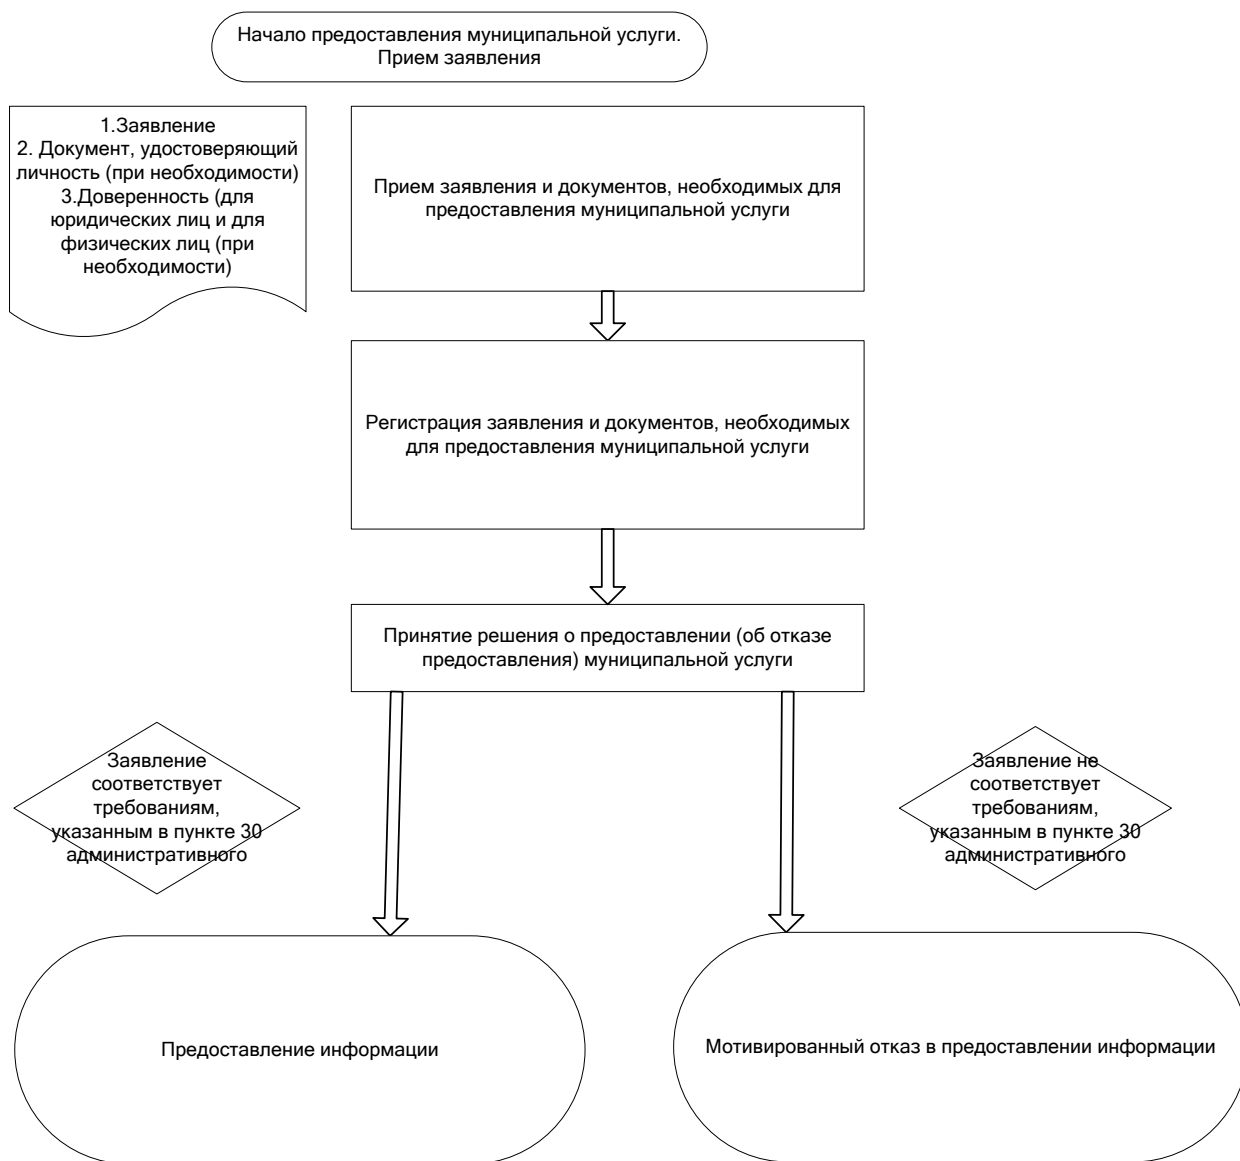 Начало предоставления муниципальной услуги.
Прием заявления
1.Заявление
2. Документ, удостоверяющий
личность (при необходимости)
3.Доверенность (для
юридических лиц и для
физических лиц (при
необходимости)
Прием заявления и документов, необходимых для
предоставления муниципальной услуги
Регистрация заявления и документов, необходимых
для предоставления муниципальной услуги
Принятие решения о предоставлении (об отказе
предоставления) муниципальной услуги
Заявление
соответствует
требованиям,
указанным в пункте 30
административного
Заявление не
соответствует
требованиям,
указанным в пункте 30
административного
Предоставление информации
Мотивированный отказ в предоставлении информации